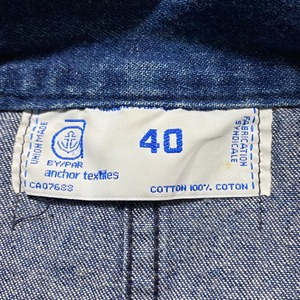 UNION MADE
BY/PAR
anchor textiles
CA07688
40
FABRICATION
SYNDICALE
COTTON 100% COTON